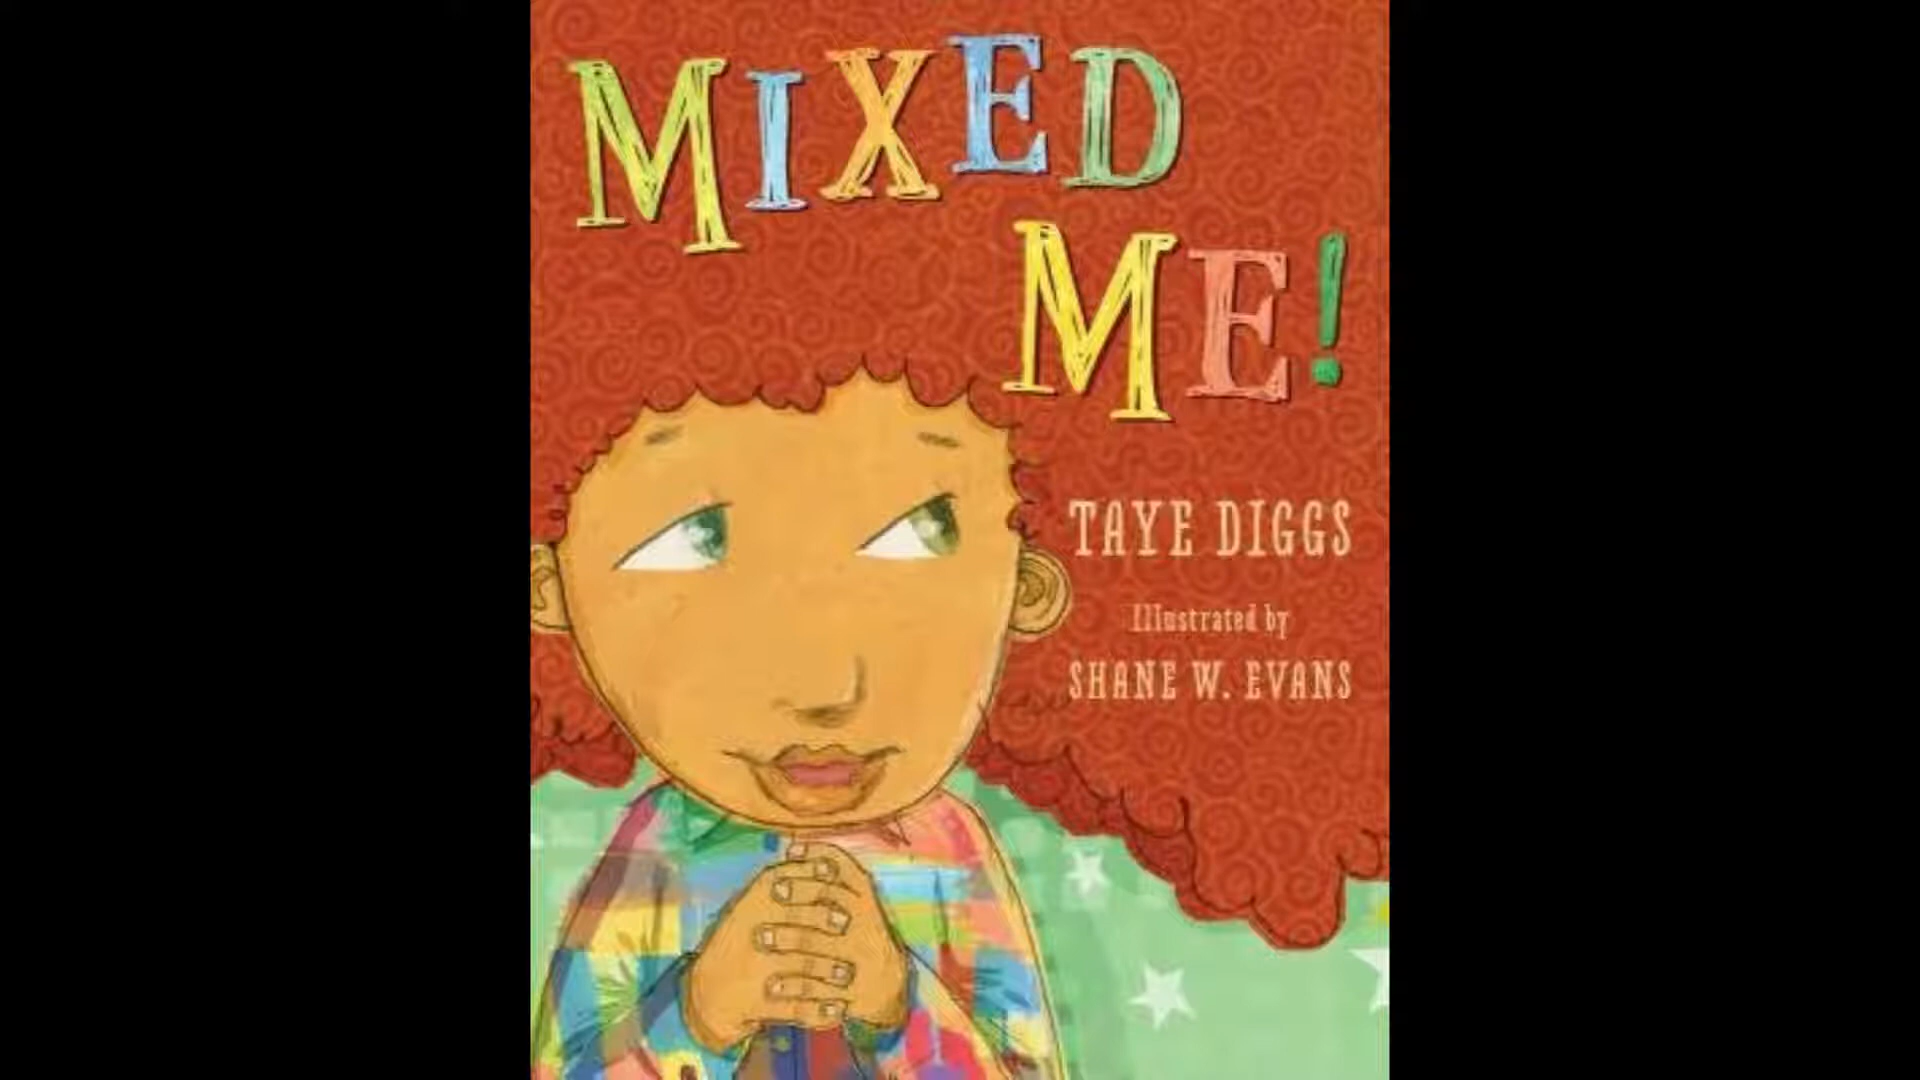 MIXED
ME!
TAYE DIGGS
Illustrated by
SHANE W. EVANS